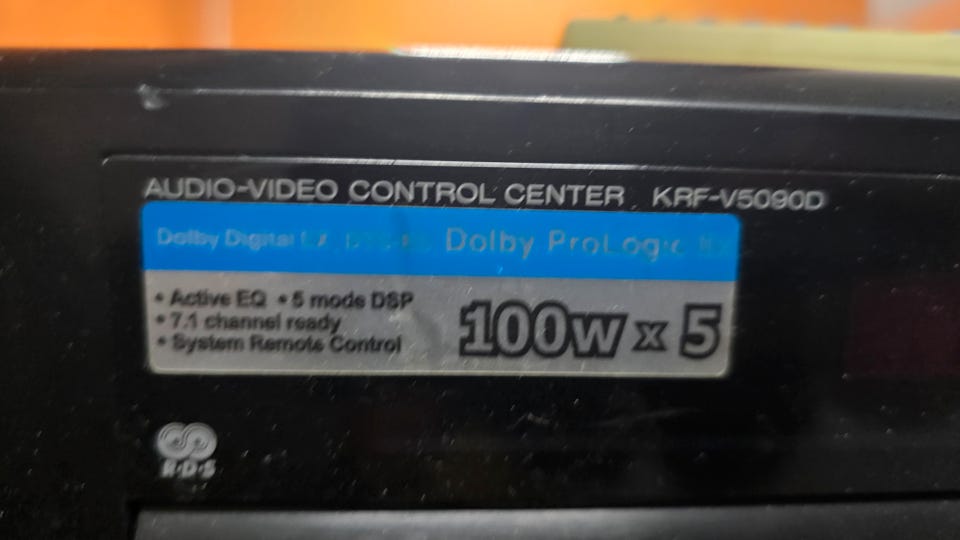 AUDIO-VIDEO CONTROL CENTER KRF-V5090D
Dolby Digital EX Dolby ProLogic
• Active EQ • 5 mode DSP
• 7.1 channel ready
• System Remote Control
100W x 5
R·D·S